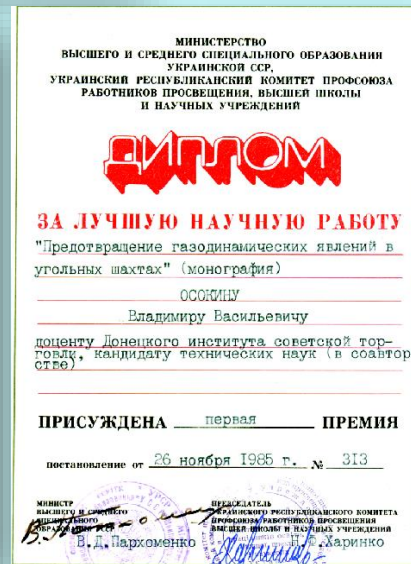 МИНИСТЕРСТВО
ВЫСШЕГО И СРЕДНЕГО СПЕЦИАЛЬНОГО ОБРАЗОВАНИЯ
УКРАИНСКОЙ ССР,
УКРАИНСКИЙ РЕСПУБЛИКАНСКИЙ КОМИТЕТ ПРОФСОЮЗА
РАБОТНИКОВ ПРОСВЕЩЕНИЯ, ВЫСШЕЙ ШКОЛЫ
И НАУЧНЫХ УЧРЕЖДЕНИЙ
ДИПЛОМ
ЗА ЛУЧШУЮ НАУЧНУЮ РАБОТУ
"Предотвращение газодинамических явлений в
угольных шахтах" (монография)
ОСОКИНУ
Владимиру Васильевичу
доценту Донецкого института советской тор-
говли, кандидату технических наук (в соавтор
стве)
ПРИСУЖДЕНА первая ПРЕМИЯ
постановление от 26 ноября 1985 г. № 313
МИНИСТР
ВЫСШЕГО И СРЕДНЕГО
СПЕЦИАЛЬНОГО
ОБРАЗОВАНИЯ УССР
В.Д.Пархоменко
ПРЕДСЕДАТЕЛЬ
УКРАИНСКОГО РЕСПУБЛИКАНСКОГО КОМИТЕТА
ПРОФСОЮЗА РАБОТНИКОВ ПРОСВЕЩЕНИЯ
ВЫСШЕЙ ШКОЛЫ И НАУЧНЫХ УЧРЕЖДЕНИЙ
Харинко